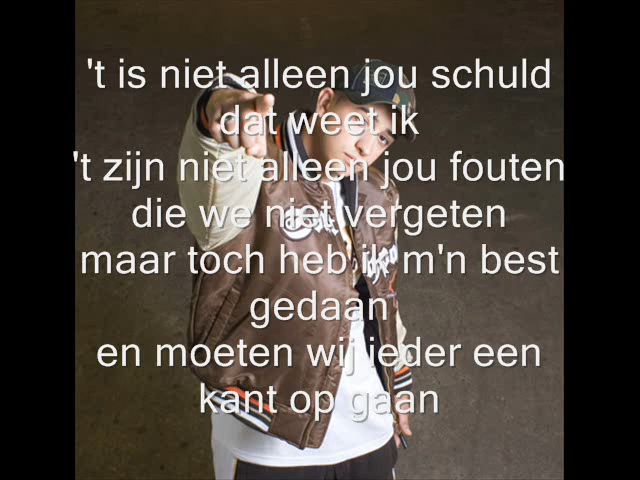 't is niet alleen jou schuld
dat weet ik
't zijn niet alleen jou fouten
die we niet vergeten
maar toch heb ik m'n best
gedaan
en moeten wij ieder een
kant op gaan